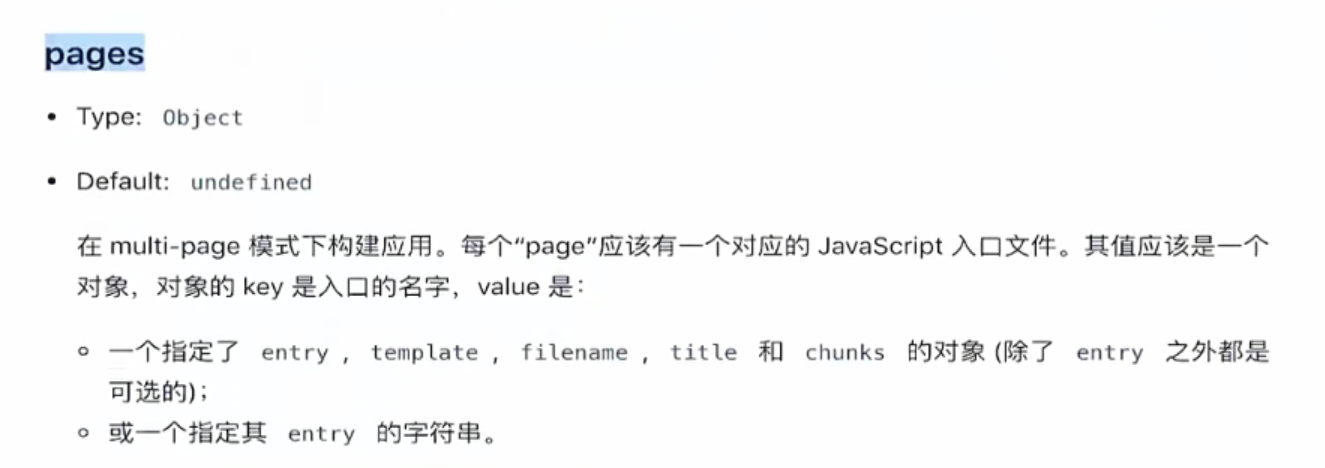 pages
• Type: Object
• Default: undefined
在 multi-page 模式下构建应用。每个“page”应该有一个对应的 JavaScript 入口文件。其值应该是一个
对象，对象的 key 是入口的名字，value 是：
◦ 一个指定了 entry , template , filename , title 和 chunks 的对象 (除了 entry 之外都是
可选的)；
◦ 或一个指定其 entry 的字符串。